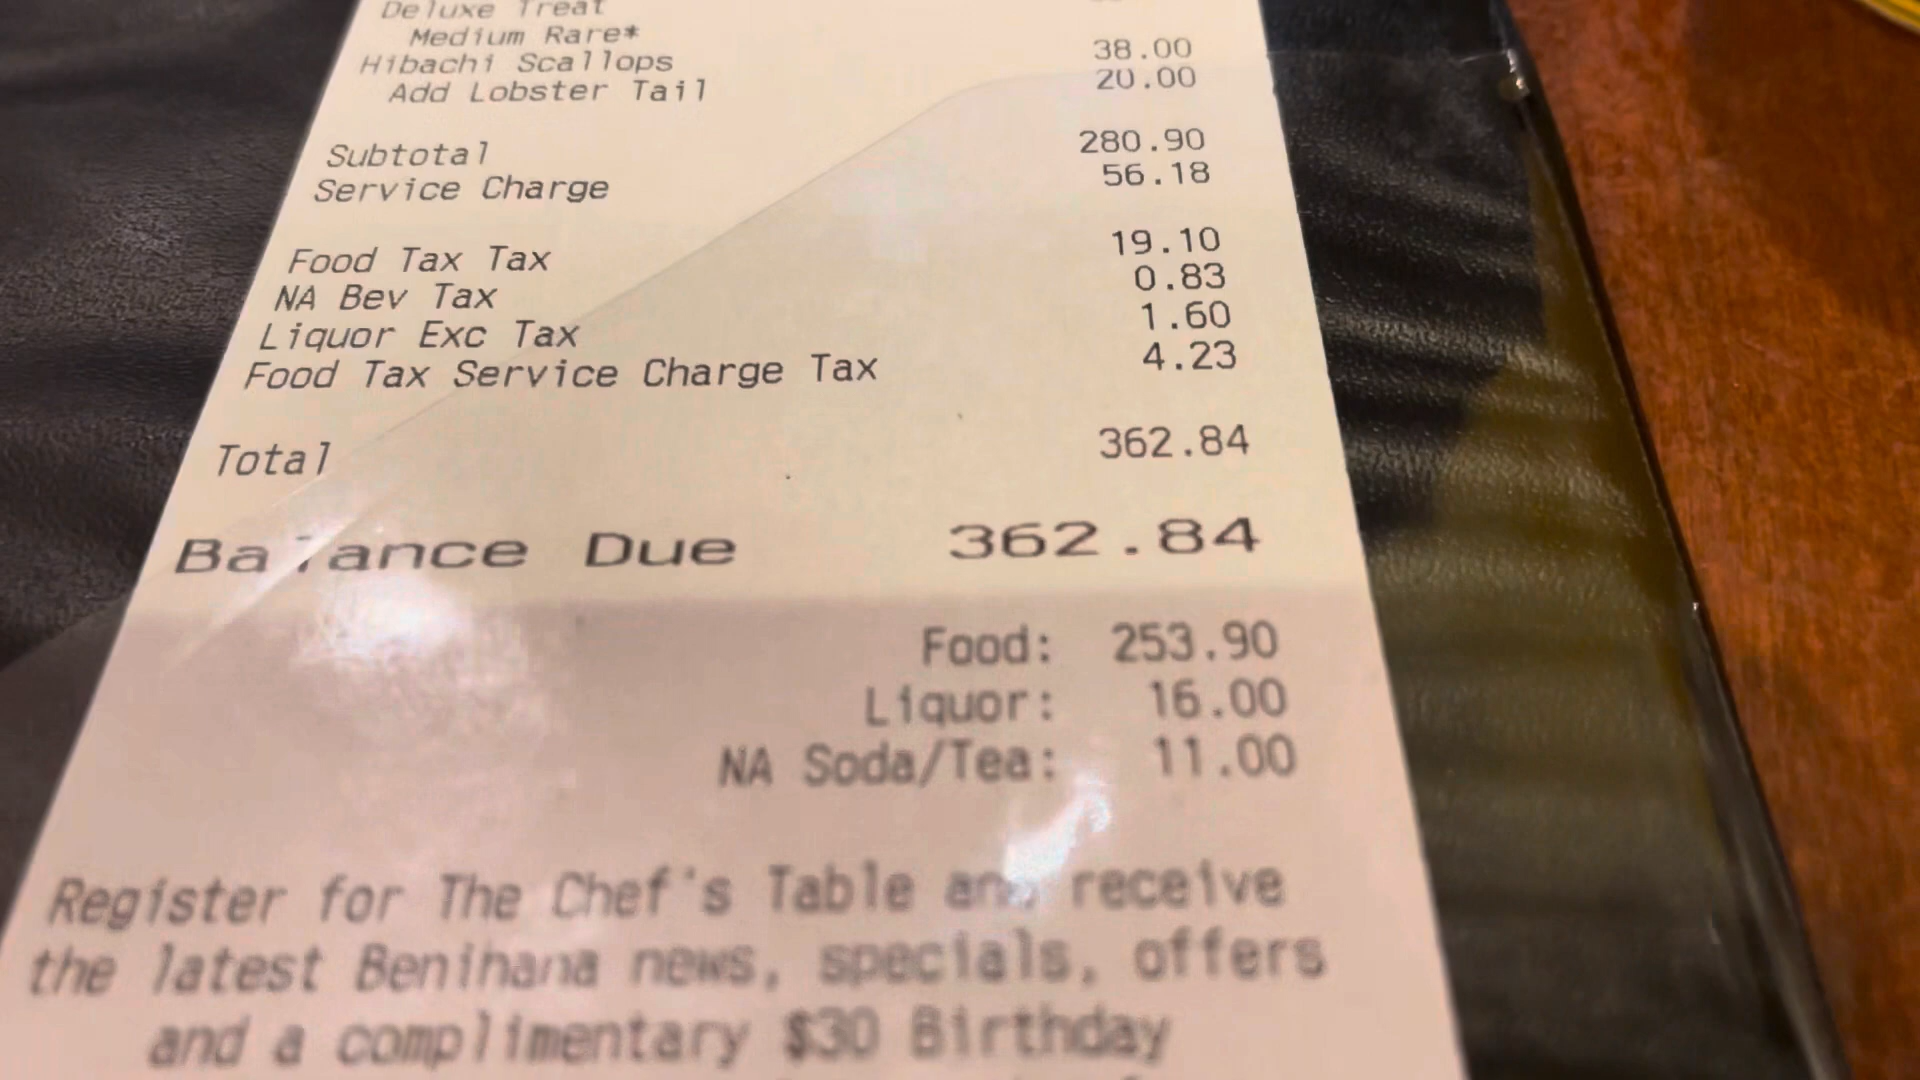 Deluxe Treat
Medium Rare*
Hibachi Scallops 38.00
Add Lobster Tail 20.00
Subtotal 280.90
Service Charge 56.18
Food Tax Tax 19.10
NA Bev Tax 0.83
Liquor Exc Tax 1.60
Food Tax Service Charge Tax 4.23
Total 362.84
Balance Due 362.84
Food: 253.90
Liquor: 16.00
NA Soda/Tea: 11.00
Register for The Chef's Table and receive
the latest Benihana news, specials, offers
and a complimentary $30 Birthday